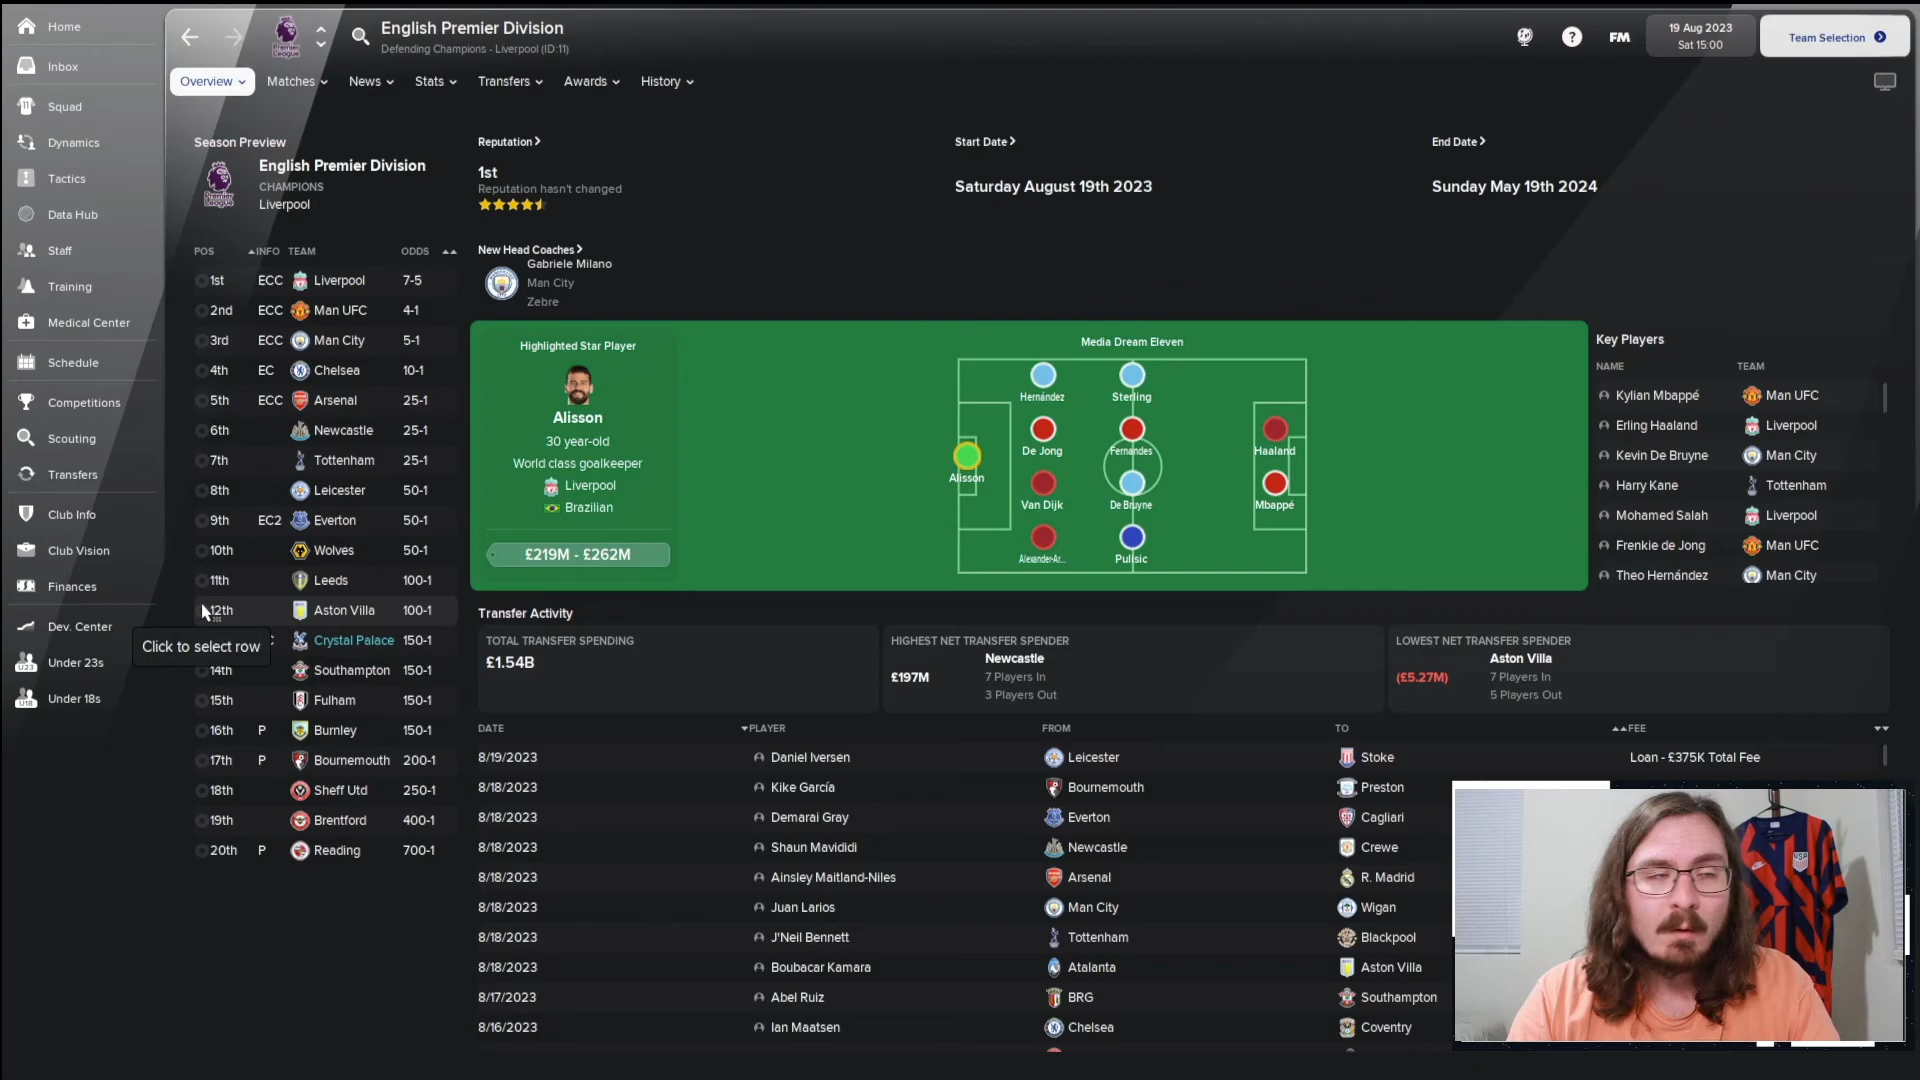 Home
Inbox
Squad
Dynamics
Tactics
Data Hub
Staff
Training
Medical Center
Schedule
Competitions
Scouting
Transfers
Club Info
Club Vision
Finances
Dev. Center
U23 Under 23s
U18 Under 18s
English Premier Division
Defending Champions - Liverpool (ID:11)
FM
19 Aug 2023
Sat 15:00
Team Selection
Overview
Matches
News
Stats
Transfers
Awards
History
Season Preview
English Premier Division
CHAMPIONS
Liverpool
Reputation
1st
Reputation hasn't changed
Start Date
Saturday August 19th 2023
End Date
Sunday May 19th 2024
POS INFO TEAM ODDS
1st ECC Liverpool 7-5
2nd ECC Man UFC 4-1
3rd ECC Man City 5-1
4th EC Chelsea 10-1
5th ECC Arsenal 25-1
6th Newcastle 25-1
7th Tottenham 25-1
8th Leicester 50-1
9th EC2 Everton 50-1
10th Wolves 50-1
11th Leeds 100-1
12th Aston Villa 100-1
Click to select row
C Crystal Palace 150-1
14th Southampton 150-1
15th Fulham 150-1
16th P Burnley 150-1
17th P Bournemouth 200-1
18th Sheff Utd 250-1
19th Brentford 400-1
20th P Reading 700-1
New Head Coaches
Gabriele Milano
Man City
Zebre
Highlighted Star Player
Alisson
30 year-old
World class goalkeeper
Liverpool
Brazilian
£219M - £262M
Media Dream Eleven
Hernández
Sterling
De Jong
Fernandes
Haaland
Alisson
Van Dijk
De Bruyne
Mbappé
Alexander-Ar...
Pulisic
Key Players
NAME TEAM
Kylian Mbappé Man UFC
Erling Haaland Liverpool
Kevin De Bruyne Man City
Harry Kane Tottenham
Mohamed Salah Liverpool
Frenkie de Jong Man UFC
Theo Hernández Man City
Transfer Activity
TOTAL TRANSFER SPENDING
£1.54B
HIGHEST NET TRANSFER SPENDER
Newcastle
£197M
7 Players In
3 Players Out
LOWEST NET TRANSFER SPENDER
Aston Villa
(£5.27M)
7 Players In
5 Players Out
DATE PLAYER FROM TO FEE
8/19/2023 Daniel Iversen Leicester Stoke Loan - £375K Total Fee
8/18/2023 Kike García Bournemouth Preston
8/18/2023 Demarai Gray Everton Cagliari
8/18/2023 Shaun Mavididi Newcastle Crewe
8/18/2023 Ainsley Maitland-Niles Arsenal R. Madrid
8/18/2023 Juan Larios Man City Wigan
8/18/2023 J'Neil Bennett Tottenham Blackpool
8/18/2023 Boubacar Kamara Atalanta Aston Villa
8/17/2023 Abel Ruiz BRG Southampton
8/16/2023 Ian Maatsen Chelsea Coventry